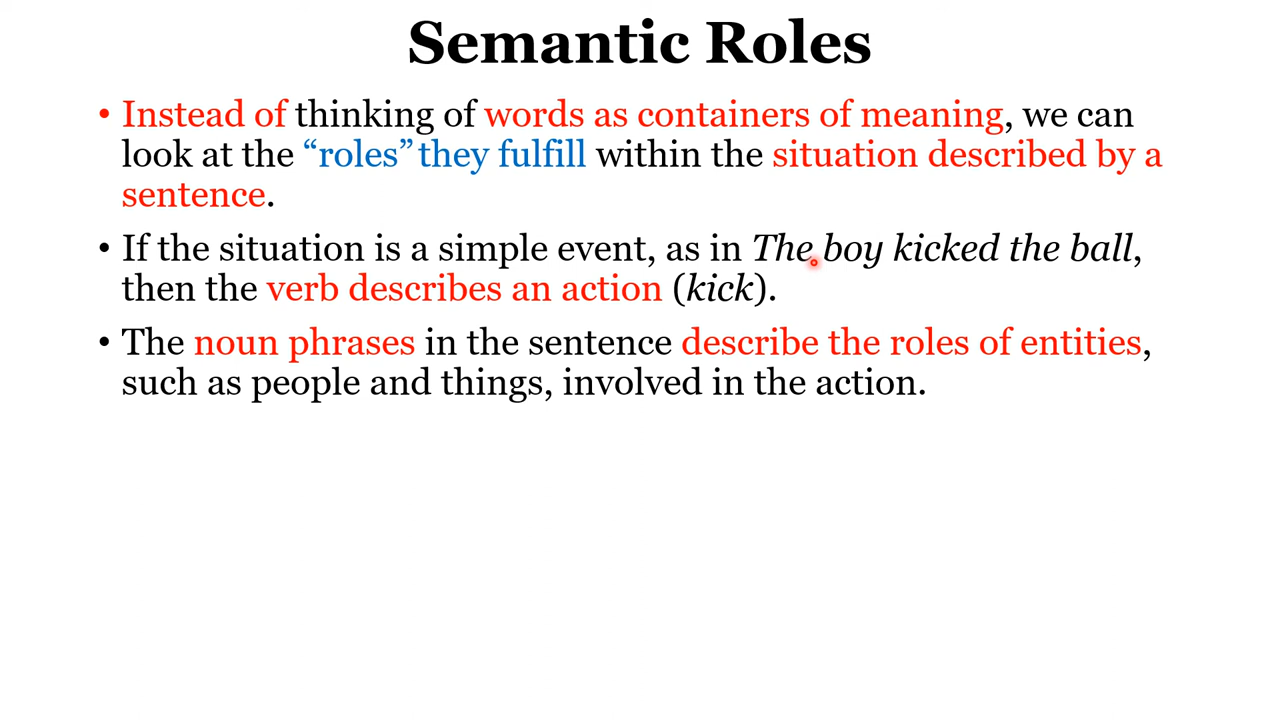 Semantic Roles
• Instead of thinking of words as containers of meaning, we can
look at the “roles” they fulfill within the situation described by a
sentence.
• If the situation is a simple event, as in The boy kicked the ball,
then the verb describes an action (kick).
• The noun phrases in the sentence describe the roles of entities,
such as people and things, involved in the action.